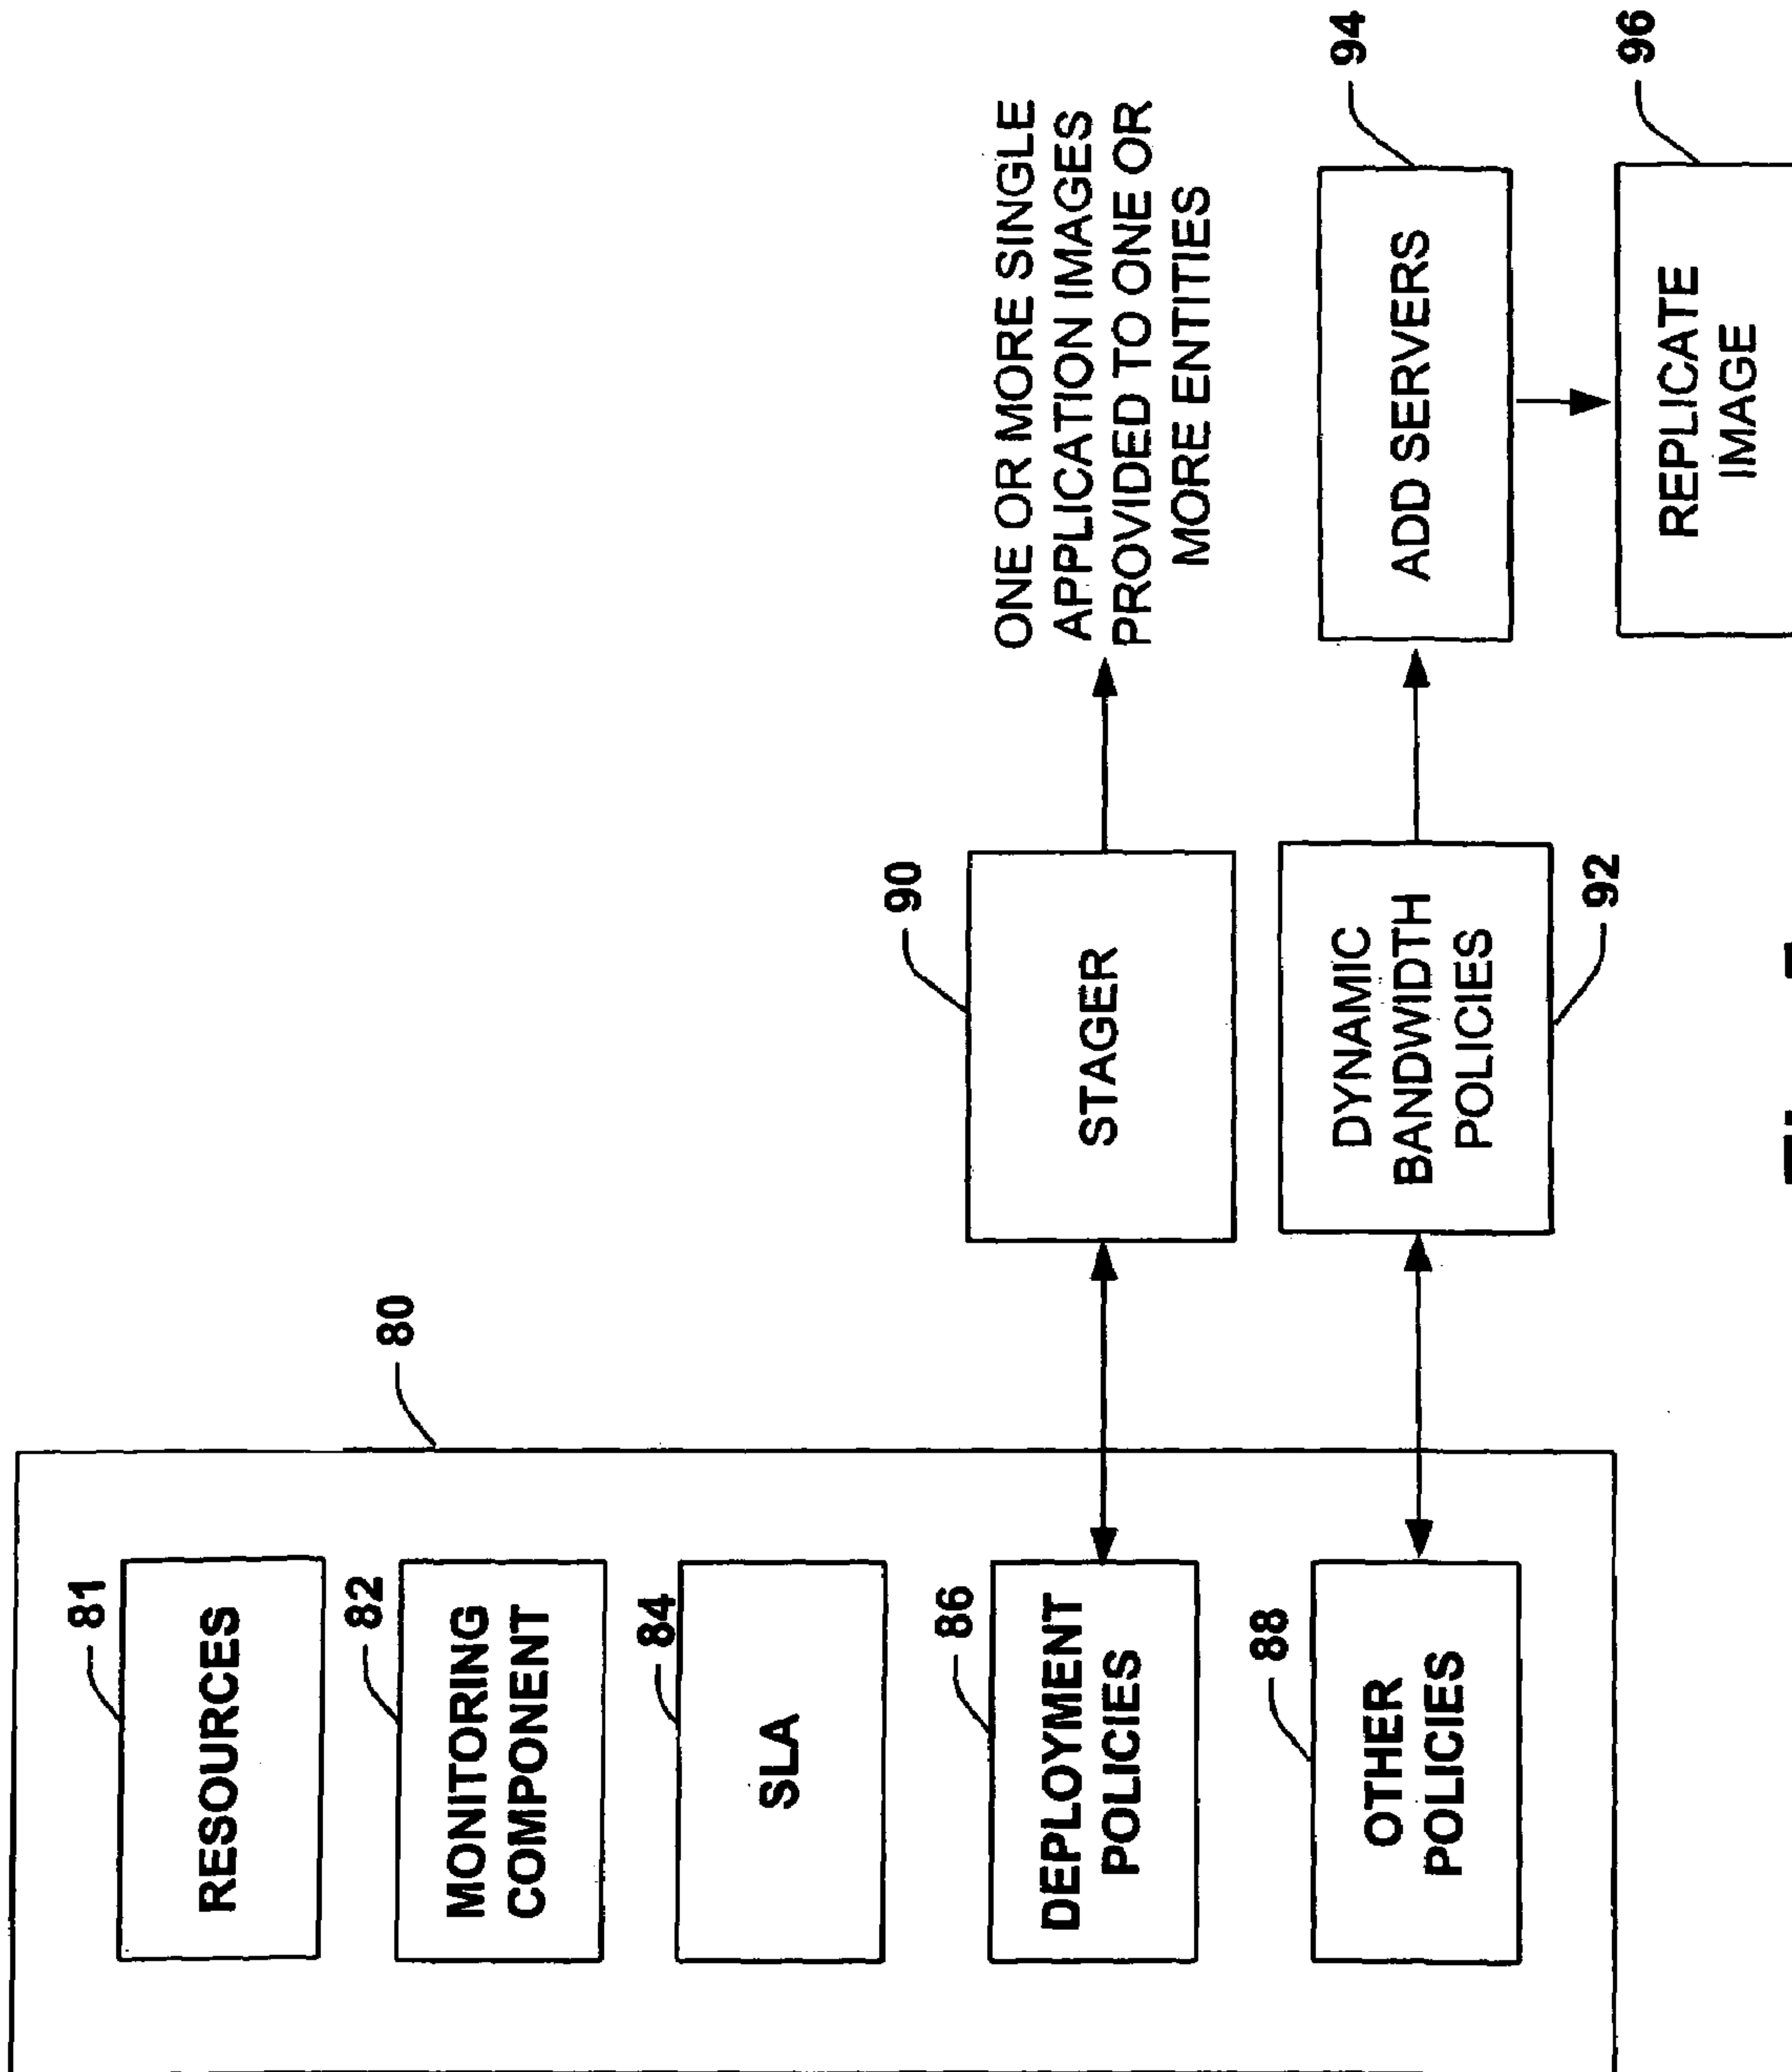 80
81
RESOURCES
82
MONITORING
COMPONENT
84
SLA
86
DEPLOYMENT
POLICIES
88
OTHER
POLICIES
90
STAGER
ONE OR MORE SINGLE
APPLICATION IMAGES
PROVIDED TO ONE OR
MORE ENTITIES
DYNAMIC
BANDWIDTH
POLICIES
92
94
ADD SERVERS
96
REPLICATE
IMAGE